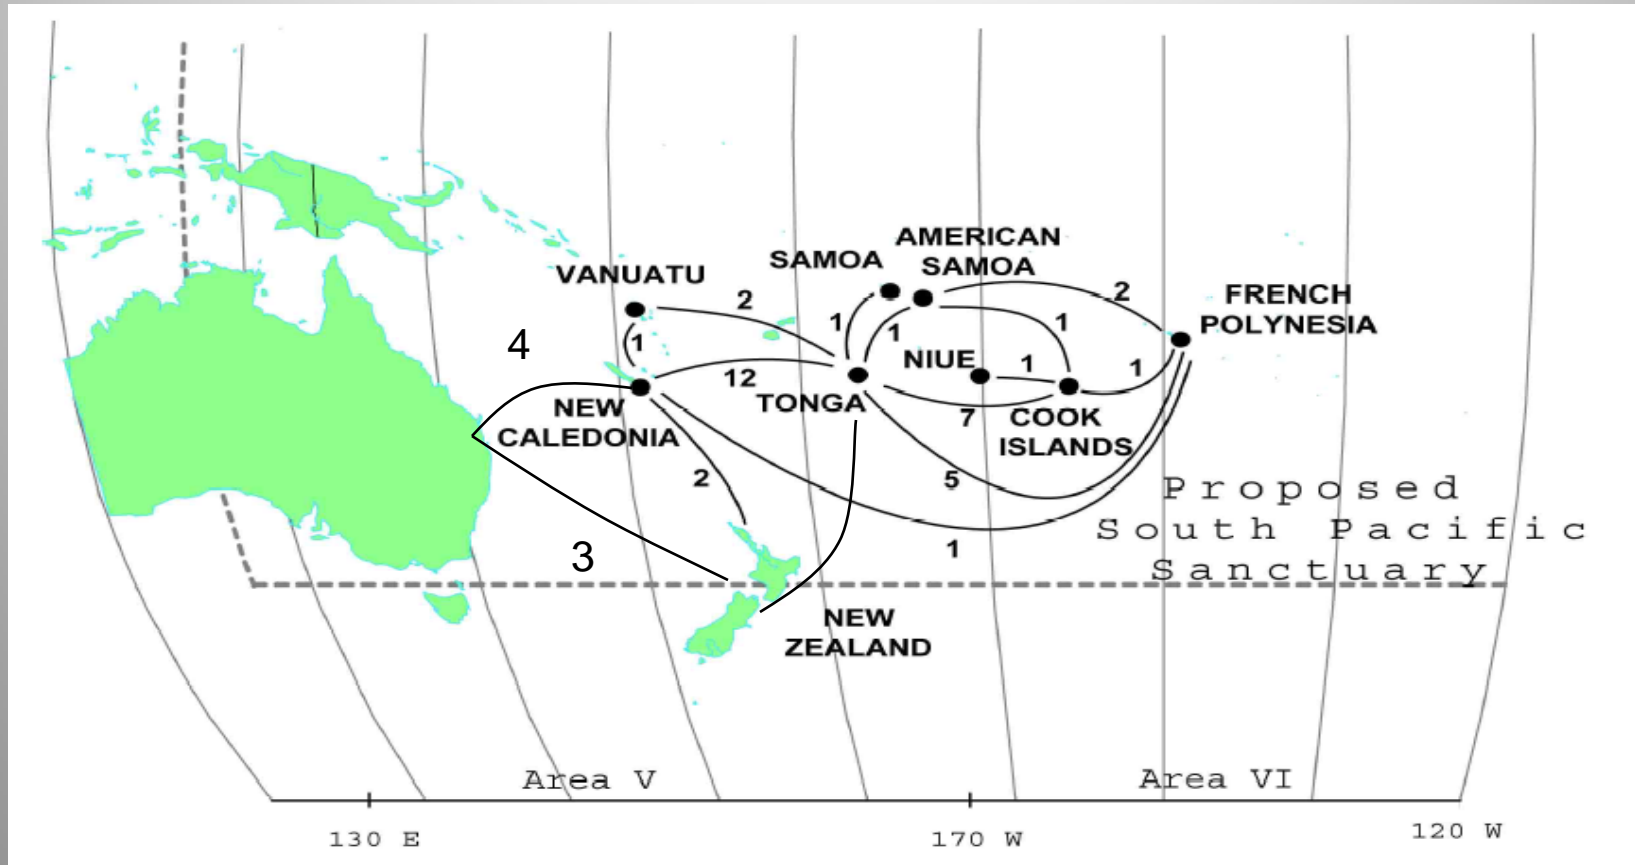 AMERICAN
SAMOA
SAMOA
VANUATU
FRENCH
POLYNESIA
2
2
1
1
1
1
4
NIUE
1
1
12
TONGA
NEW
CALEDONIA
7
COOK
ISLANDS
2
5
Proposed
South Pacific
Sanctuary
1
3
NEW
ZEALAND
Area V
Area VI
130 E
170 W
120 W